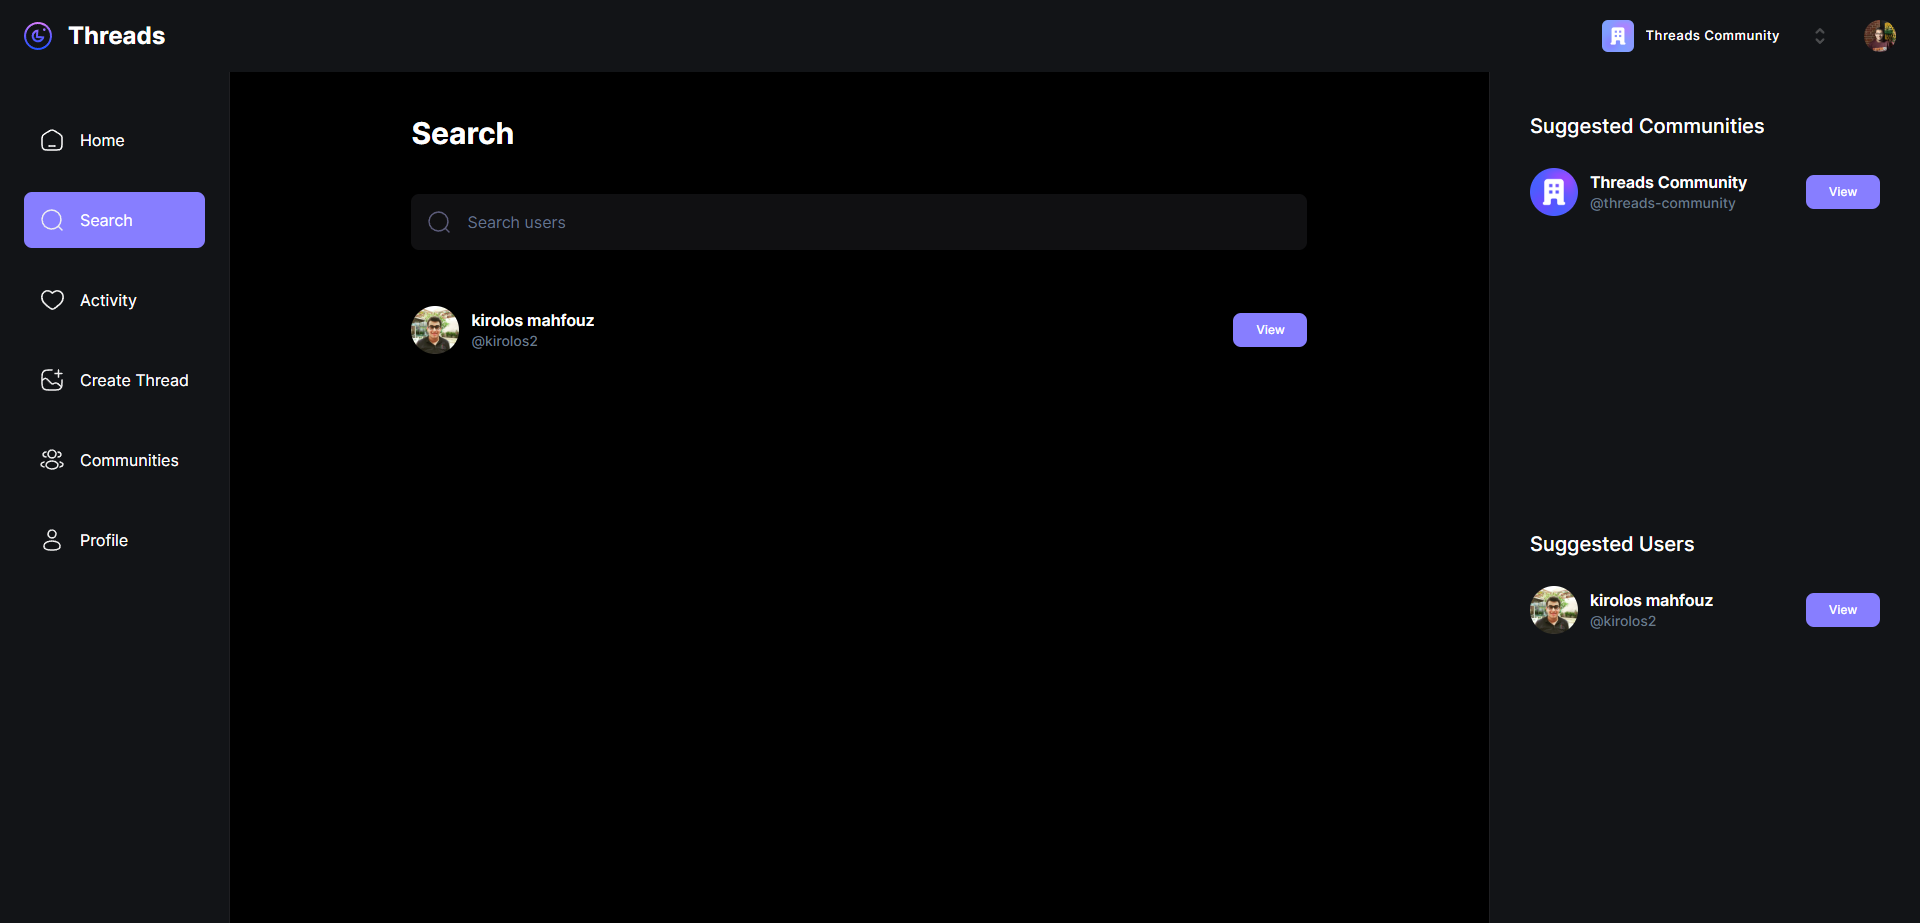 Threads
Threads Community
Home
Search
Activity
Create Thread
Communities
Profile
Search
Search users
kirolos mahfouz
@kirolos2
View
Suggested Communities
Threads Community
@threads-community
View
Suggested Users
kirolos mahfouz
@kirolos2
View